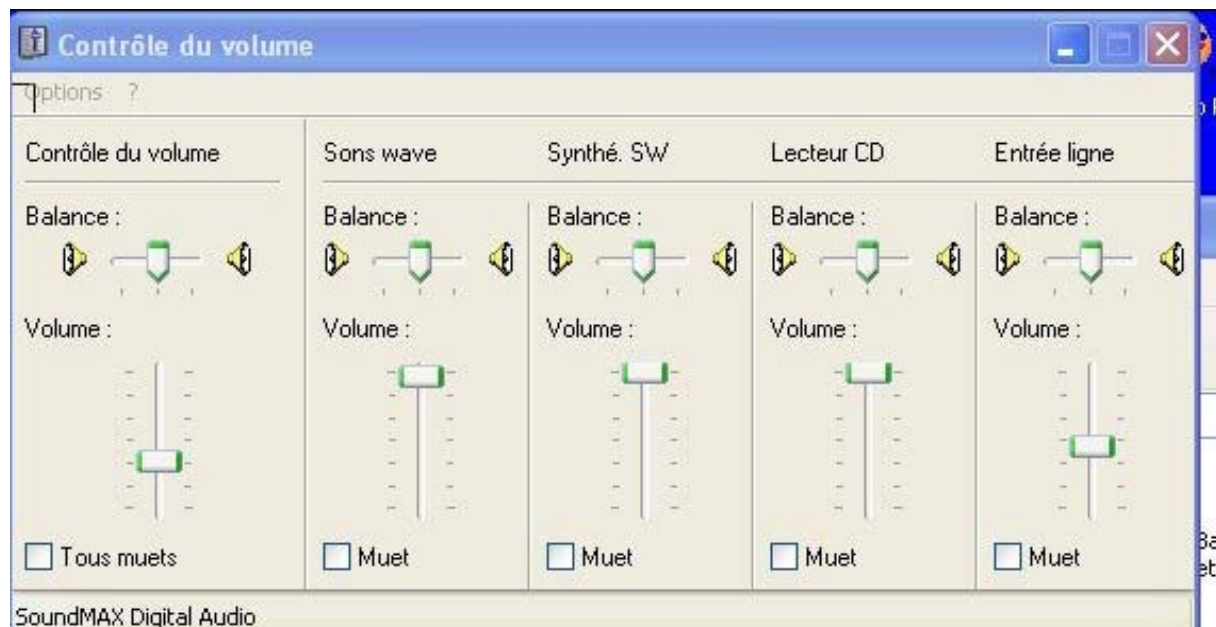 Contrôle du volume
Options ?
Contrôle du volume Sons wave Synthé. SW Lecteur CD Entrée ligne
Balance : Balance : Balance : Balance : Balance :
Volume : Volume : Volume : Volume : Volume :
Tous muets Muet Muet Muet Muet
SoundMAX Digital Audio